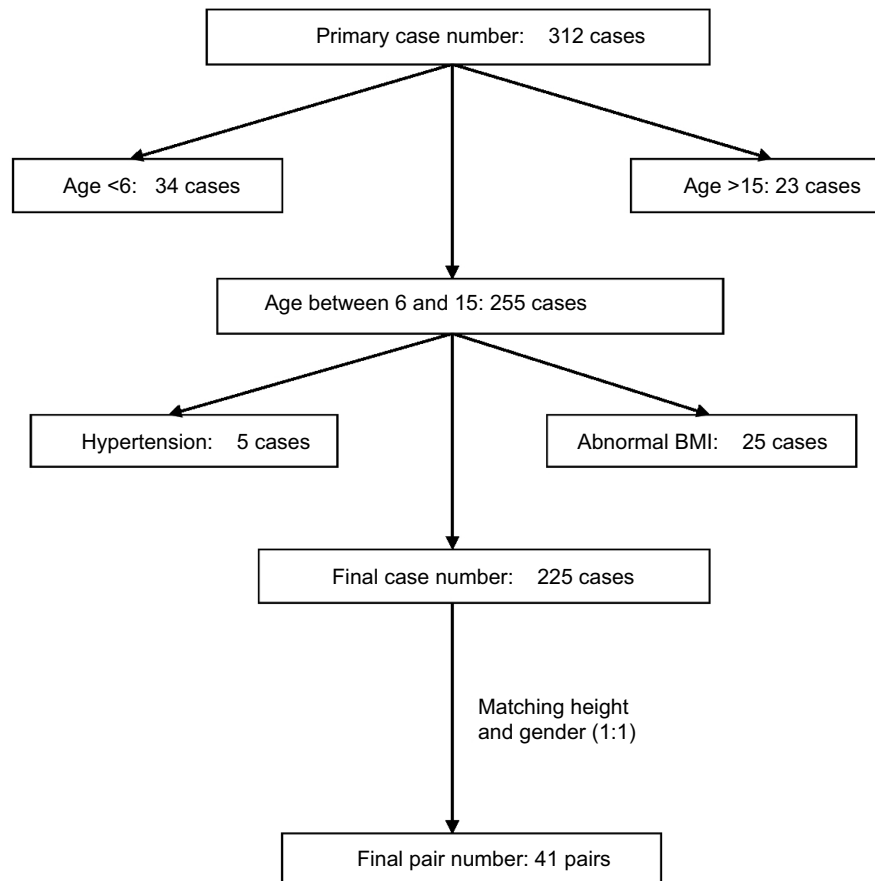 Primary case number: 312 cases
Age <6: 34 cases
Age >15: 23 cases
Age between 6 and 15: 255 cases
Hypertension: 5 cases
Abnormal BMI: 25 cases
Final case number: 225 cases
Matching height
and gender (1:1)
Final pair number: 41 pairs